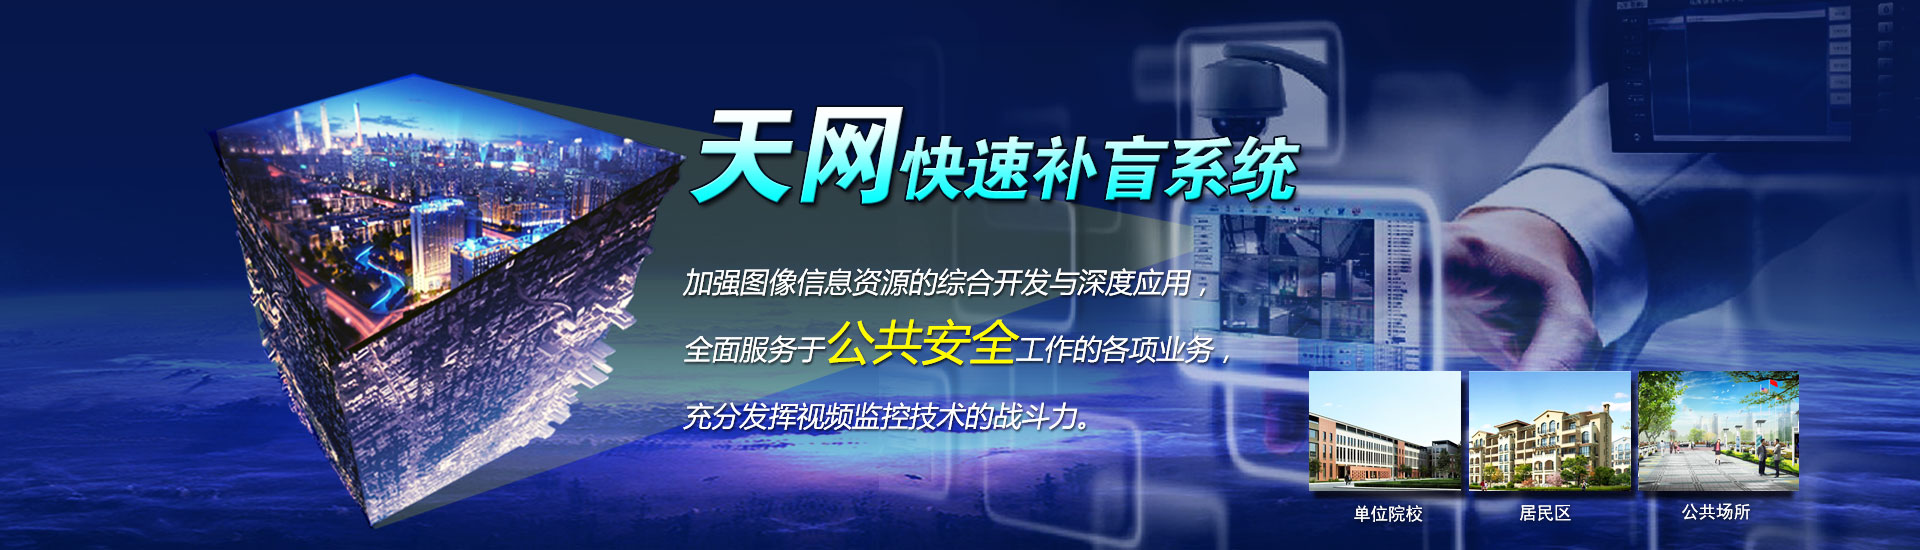 天网快速补盲系统
加强图像信息资源的综合开发与深度应用，
全面服务于公共安全工作的各项业务，
充分发挥视频监控技术的战斗力。
单位院校
居民区
公共场所